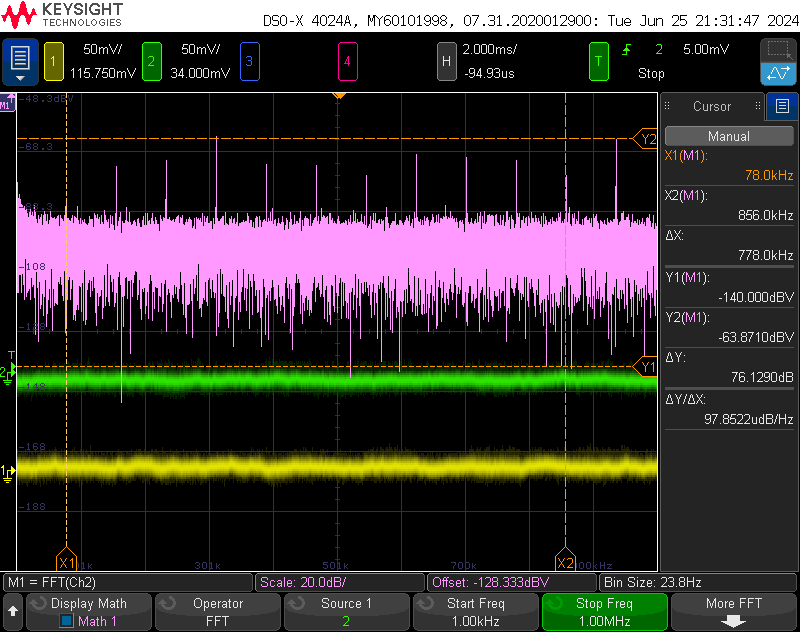 KEYSIGHT
TECHNOLOGIES
DSO-X 4024A, MY60101998, 07.31.2020012900: Tue Jun 25 21:31:47 2024
1 50mV/ 115.750mV
2 50mV/ 34.000mV
3
4
H 2.000ms/ -94.93us
T 2 5.00mV
Stop
M1
-48.3dBV
-68.3
-88.3
-108
-128
-148
-168
-188
Y2
Y1
T
2
1
X1
301k
501k
700k
X2
Cursor
Manual
X1(M1):
78.0kHz
X2(M1):
856.0kHz
ΔX:
778.0kHz
Y1(M1):
-140.000dBV
Y2(M1):
-63.8710dBV
ΔY:
76.1290dB
ΔY/ΔX:
97.8522udB/Hz
M1 = FFT(Ch2)
Scale: 20.0dB/
Offset: -128.333dBV
Bin Size: 23.8Hz
Display Math
Math 1
Operator
FFT
Source 1
2
Start Freq
1.00kHz
Stop Freq
1.00MHz
More FFT